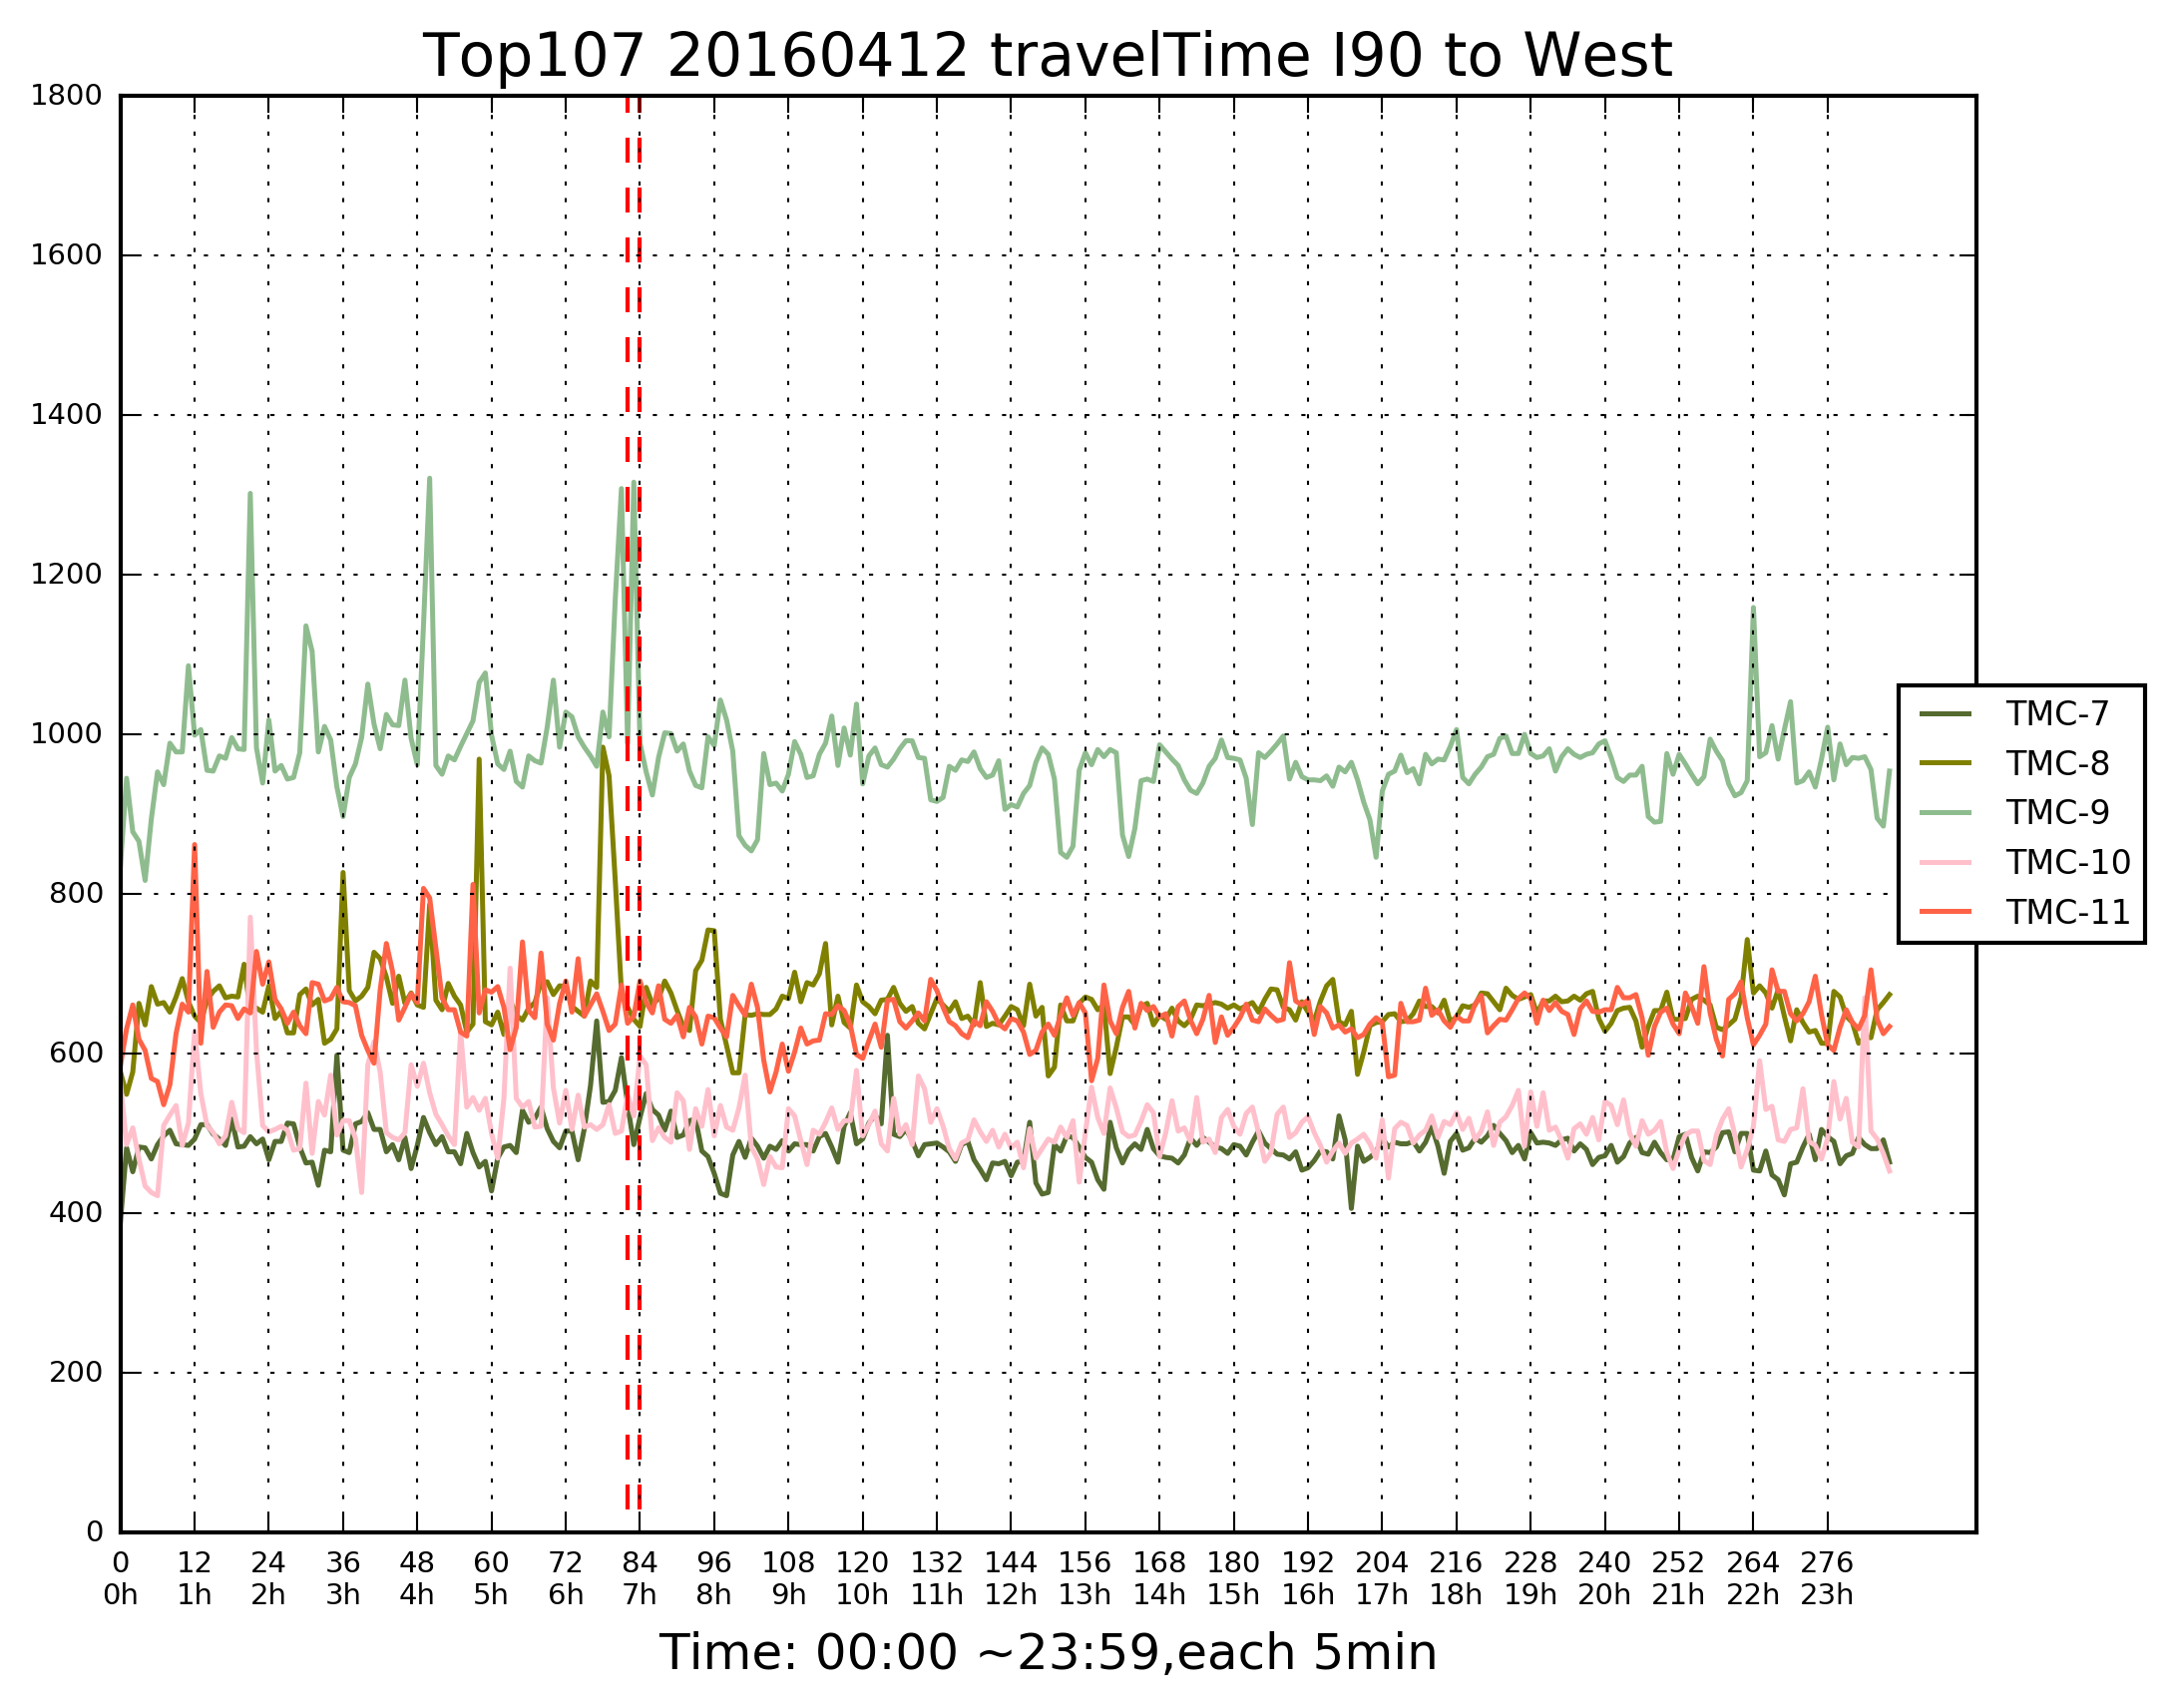 Top107 20160412 travelTime I90 to West
1800
1600
1400
1200
1000
800
600
400
200
0
TMC-7
TMC-8
TMC-9
TMC-10
TMC-11
0 12 24 36 48 60 72 84 96 108 120 132 144 156 168 180 192 204 216 228 240 252 264 276
0h 1h 2h 3h 4h 5h 6h 7h 8h 9h 10h 11h 12h 13h 14h 15h 16h 17h 18h 19h 20h 21h 22h 23h
Time: 00:00 ~23:59,each 5min